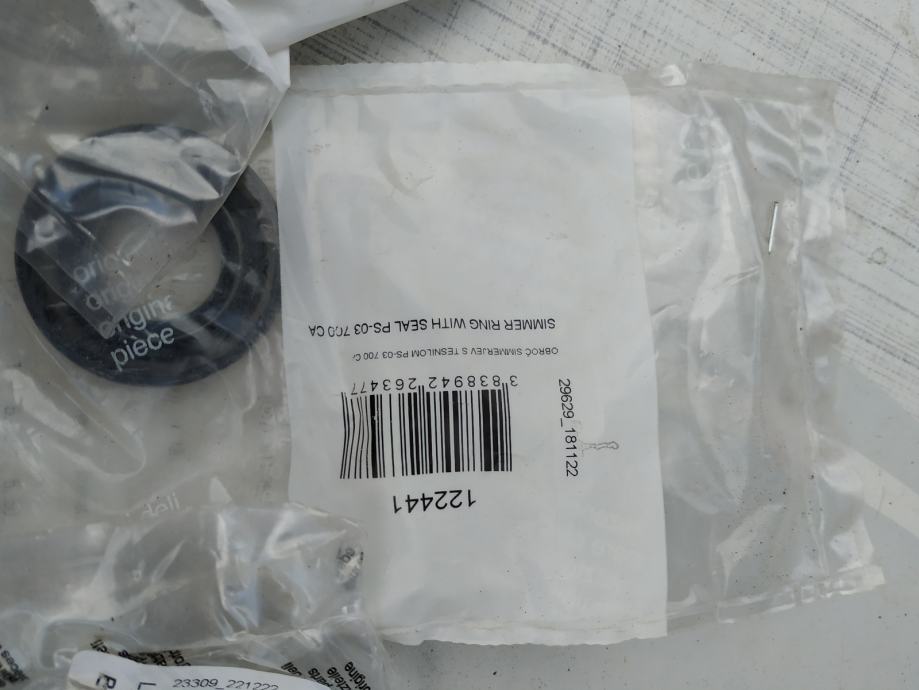 122441
3 838942 263477
OBROČ SIMMERJEV S TESNILOM PS-03 700 CA
SIMMER RING WITH SEAL PS-03 700 CA
29629_181122
origine
pièce
23309_221222